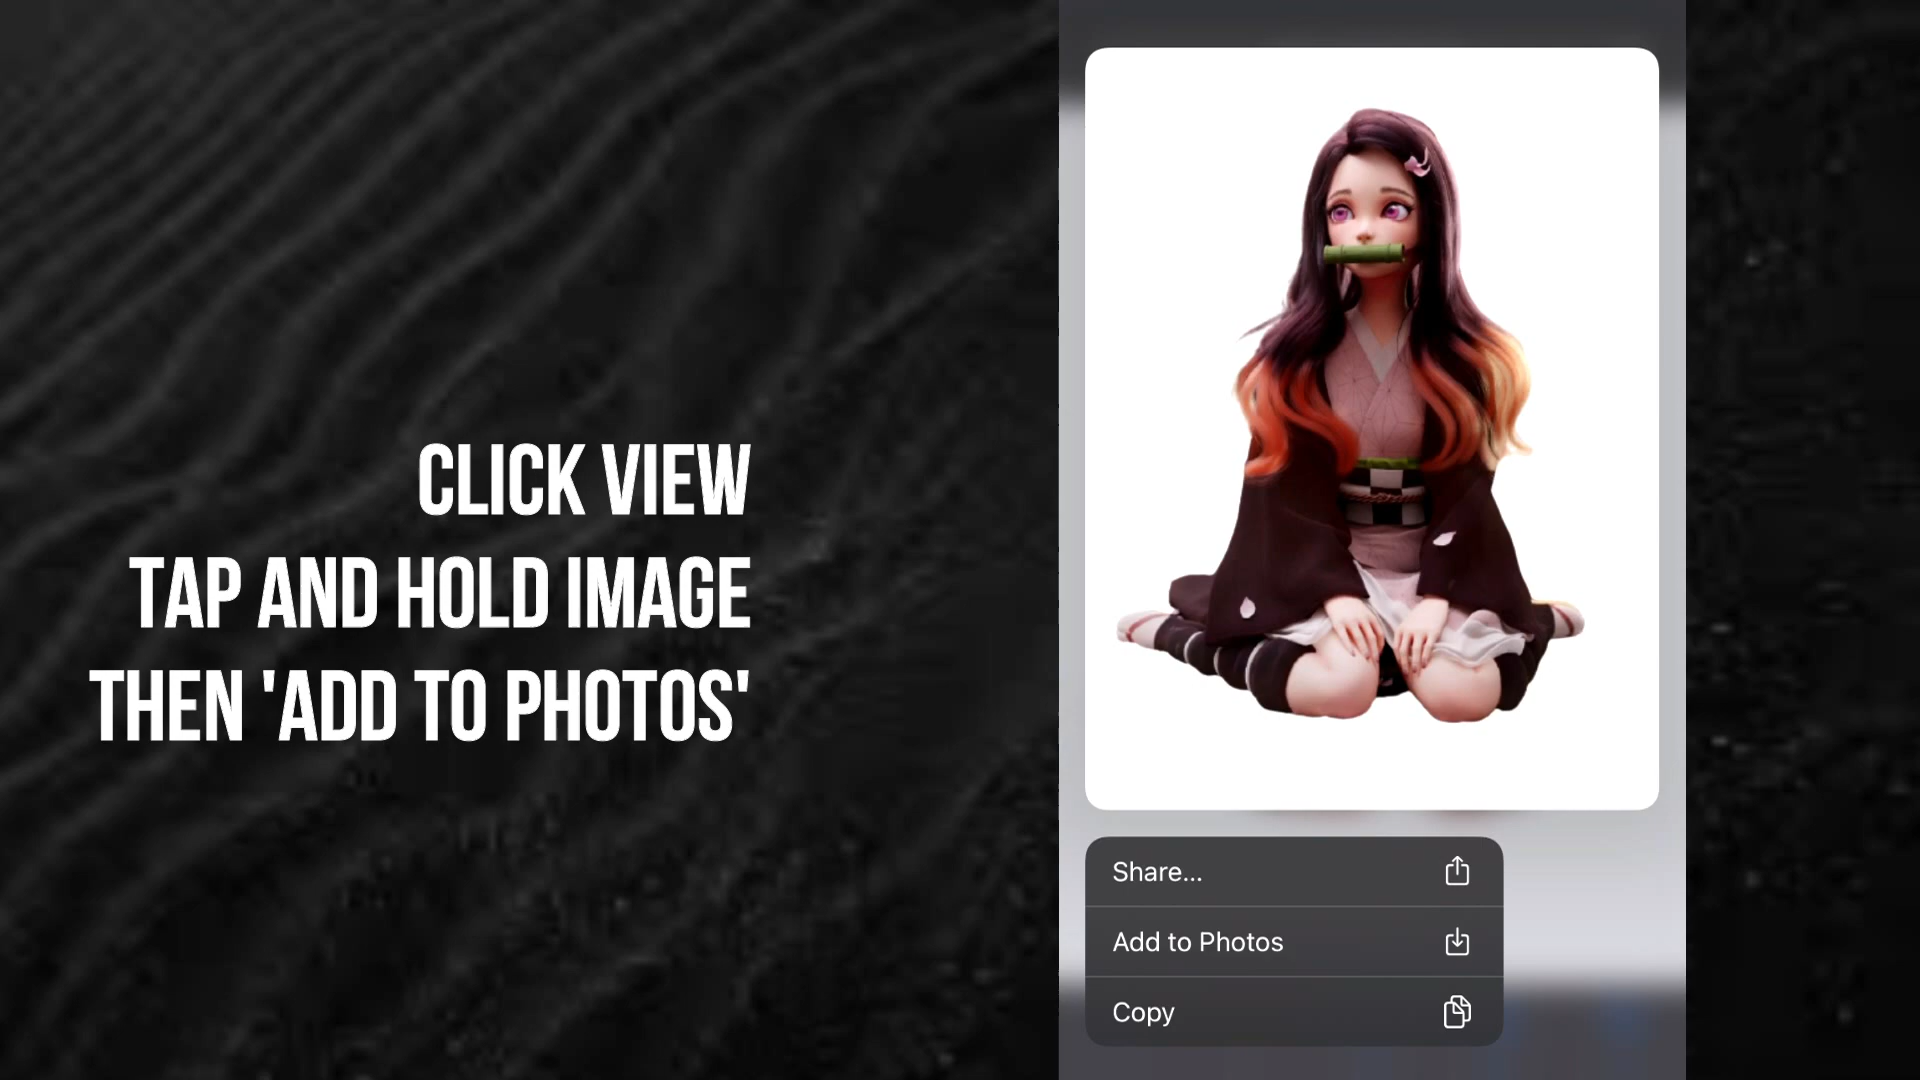 CLICK VIEW
TAP AND HOLD IMAGE
THEN 'ADD TO PHOTOS'
Share...
Add to Photos
Copy